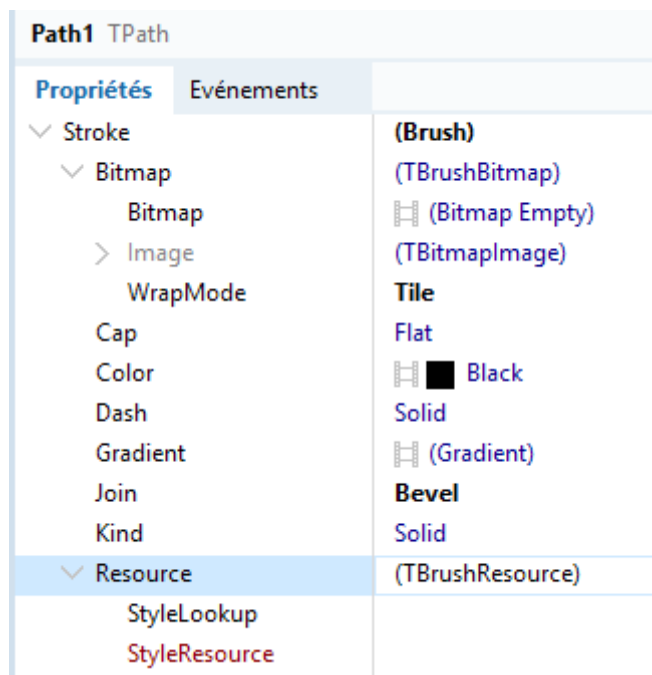 Path1 TPath
Propriétés Evénements
Stroke (Brush)
Bitmap (TBrushBitmap)
Bitmap (Bitmap Empty)
Image (TBitmapImage)
WrapMode Tile
Cap Flat
Color Black
Dash Solid
Gradient (Gradient)
Join Bevel
Kind Solid
Resource (TBrushResource)
StyleLookup
StyleResource